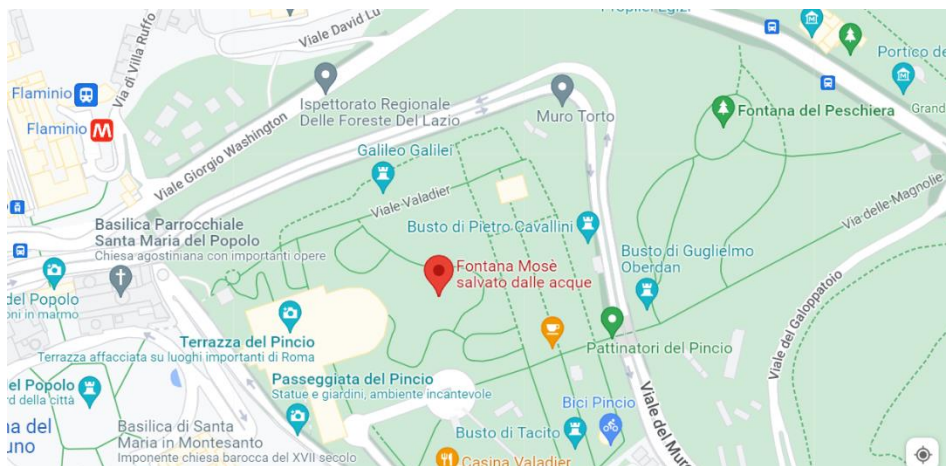 Viale David Lu
Propilei Egizi
Via di Villa Ruffo
Flaminio
Flaminio
M
Ispettorato Regionale
Delle Foreste Del Lazio
Muro Torto
Portico de
Grand
Fontana del Peschiera
Viale Giorgio Washington
Galileo Galilei
Viale Valadier
Via delle Magnolie
Basilica Parrocchiale
Santa Maria del Popolo
Chiesa agostiniana con importanti opere
Busto di Pietro Cavallini
Busto di Guglielmo
Oberdan
Fontana Mosè
salvato dalle acque
del Popolo
oni in marmo
Terrazza del Pincio
Terrazza affacciata su luoghi importanti di Roma
Pattinatori del Pincio
Viale del Galoppatoio
Passeggiata del Pincio
Statue e giardini, ambiente incantevole
el Popolo
rd della città
na del
uno
Basilica di Santa
Maria in Montesanto
Imponente chiesa barocca del XVII secolo
Bici Pincio
Busto di Tacito
Casina Valadier
Viale del Mur